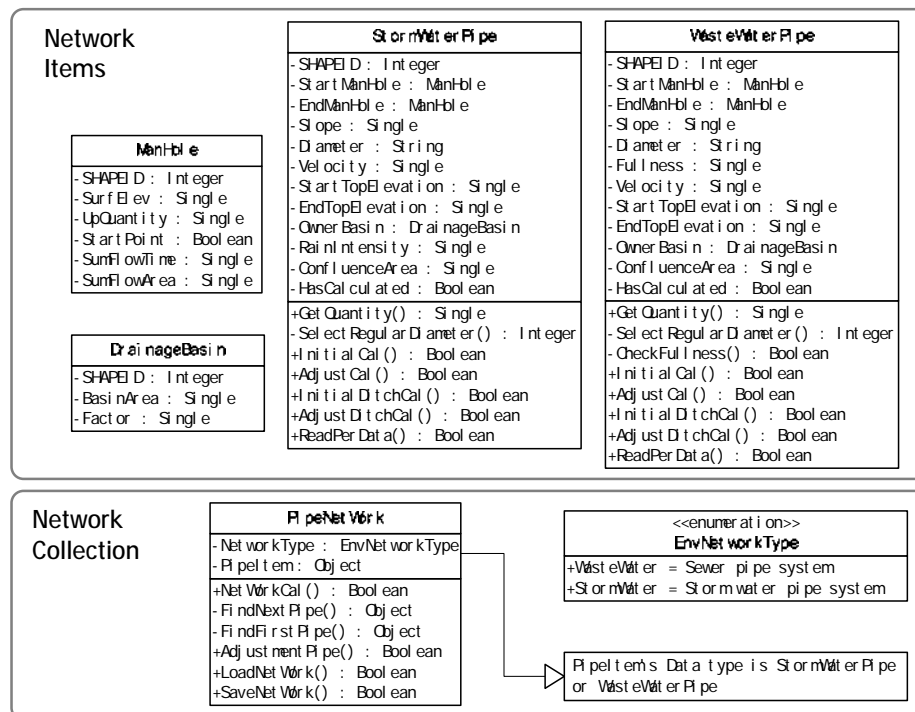 Network
Items
ManHole
-SHAPEID: Integer
-SurfElev : Single
-UpQuantity : Single
-StartPoint : Boolean
-SumFlowTime : Single
-SumFlowArea : Single
DrainageBasin
-SHAPEID : Integer
-BasinArea : Single
-Factor : Single
StormWaterPipe
-SHAPEID : Integer
-StartManHole : ManHole
-EndManHole : ManHole
-Slope : Single
-Diameter : String
-Velocity : Single
-StartTopElevation : Single
-EndTopElevation : Single
-OwnerBasin : DrainageBasin
-RainIntensity : Single
-ConfluenceArea : Single
-HasCalculated : Boolean
+GetQuantity() : Single
-SelectRegularDiameter() : Integer
+InitialCal() : Boolean
+AdjustCal() : Boolean
+InitialDitchCal() : Boolean
+AdjustDitchCal() : Boolean
+ReadPerData() : Boolean
WasteWaterPipe
-SHAPEID : Integer
-StartManHole : ManHole
-EndManHole : ManHole
-Slope : Single
-Diameter : String
-Fullness : Single
-Velocity : Single
-StartTopElevation : Single
-EndTopElevation : Single
-OwnerBasin : DrainageBasin
-ConfluenceArea : Single
-HasCalculated : Boolean
+GetQuantity() : Single
-SelectRegularDiameter() : Integer
-CheckFullness() : Boolean
+InitialCal() : Boolean
+AdjustCal() : Boolean
+InitialDitchCal() : Boolean
+AdjustDitchCal() : Boolean
+ReadPerData() : Boolean
Network
Collection
PipeNetWork
-NetworkType : EnvNetworkType
-PipeItem: Object
+NetWorkCal() : Boolean
-FindNextPipe() : Object
-FindFirstPipe() : Object
+AdjustmentPipe() : Boolean
+LoadNetWork() : Boolean
+SaveNetWork() : Boolean
<<enumeration>>
EnvNetworkType
+WasteWater = Sewer pipe system
+StormWater = Stormwater pipe system
PipeItem's Data type is StormWaterPipe
or WasteWaterPipe